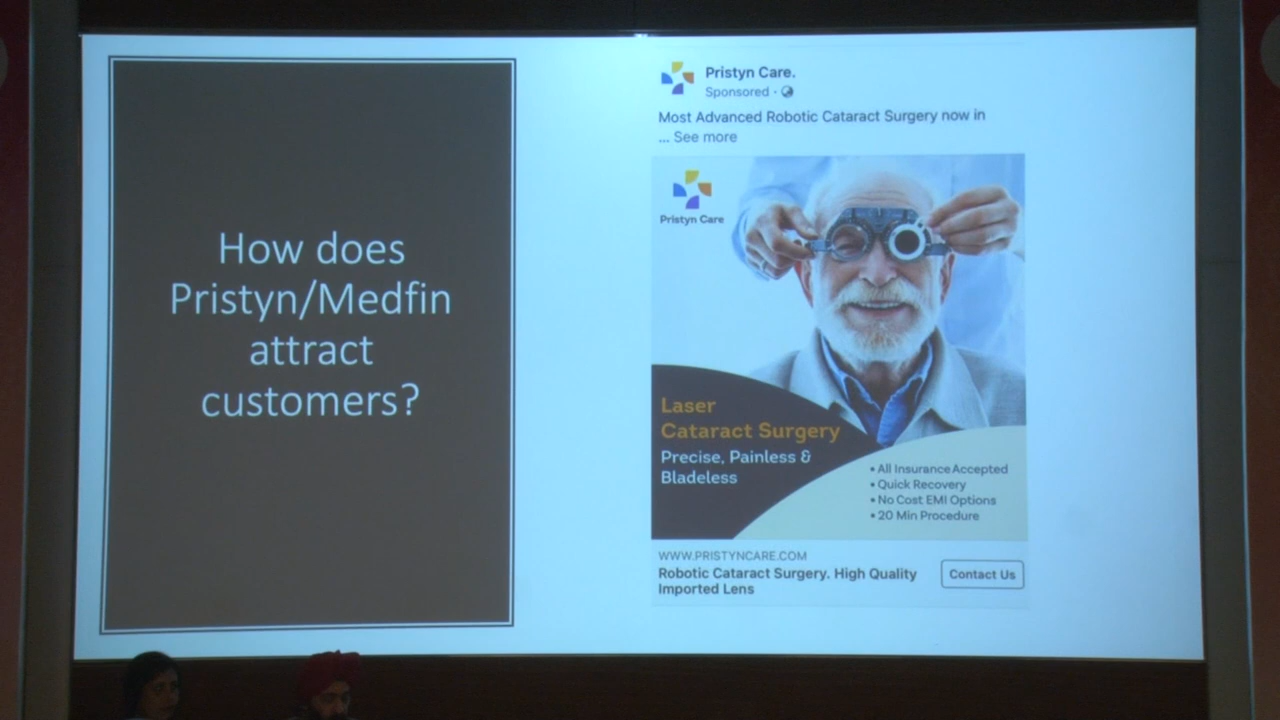 How does
Pristyn/Medfin
attract
customers?
Pristyn Care.
Sponsored ·
Most Advanced Robotic Cataract Surgery now in
... See more
Pristyn Care
Laser
Cataract Surgery
Precise, Painless &
Bladeless
• All Insurance Accepted
• Quick Recovery
• No Cost EMI Options
• 20 Min Procedure
WWW.PRISTYNCARE.COM
Robotic Cataract Surgery. High Quality
Imported Lens
Contact Us